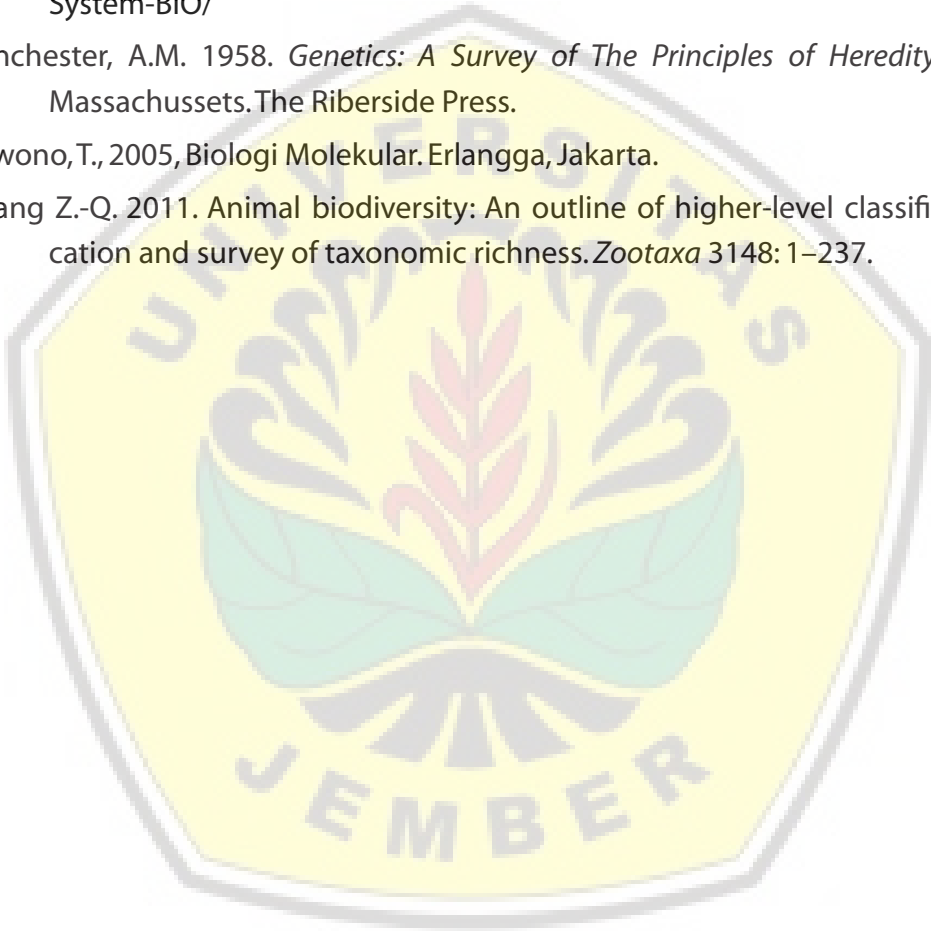 System-BIO/
nchester, A.M. 1958. Genetics: A Survey of The Principles of Heredity
Massachussets. The Riberside Press.
wono, T., 2005, Biologi Molekular. Erlangga, Jakarta.
ang Z.-Q. 2011. Animal biodiversity: An outline of higher-level classifi
cation and survey of taxonomic richness. Zootaxa 3148: 1–237.
UNIVERSITAS
JEMBER